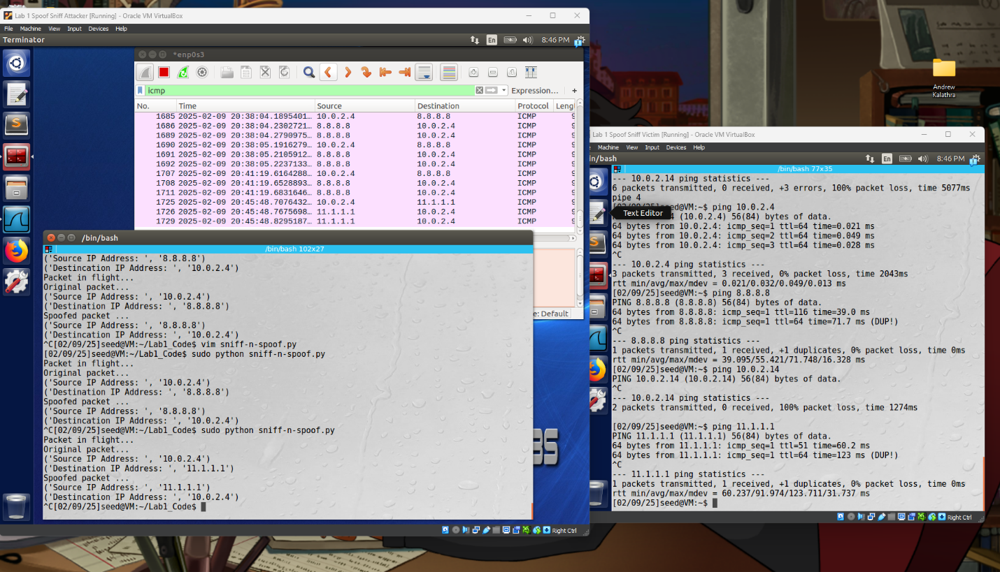 Lab 1 Spoof Sniff Attacker [Running] - Oracle VM VirtualBox
File Machine View Input Devices Help
Terminator
En
8:46 PM
*enp0s3
icmp
Expression...
+
No. Time Source Destination Protocol Lengt
1685 2025-02-09 20:38:04.1895401... 10.0.2.4 8.8.8.8 ICMP 9
1686 2025-02-09 20:38:04.2302721... 8.8.8.8 10.0.2.4 ICMP 9
1689 2025-02-09 20:38:04.2790975... 8.8.8.8 10.0.2.4 ICMP 9
1690 2025-02-09 20:38:05.1916279... 10.0.2.4 8.8.8.8 ICMP 9
1691 2025-02-09 20:38:05.2105912... 8.8.8.8 10.0.2.4 ICMP 9
1692 2025-02-09 20:38:05.2237133... 8.8.8.8 10.0.2.4 ICMP 9
1707 2025-02-09 20:41:19.6164288... 10.0.2.4 8.8.8.8 ICMP 9
1708 2025-02-09 20:41:19.6528893... 8.8.8.8 10.0.2.4 ICMP 9
1711 2025-02-09 20:41:19.6831646... 8.8.8.8 10.0.2.4 ICMP 9
1725 2025-02-09 20:45:48.7076432... 10.0.2.4 11.1.1.1 ICMP 9
1726 2025-02-09 20:45:48.7675698... 11.1.1.1 10.0.2.4 ICMP 9
1729 2025-02-09 20:45:48.8295187... 11.1.1.1 10.0.2.4 ICMP 9
e: Default
/bin/bash
/bin/bash 102x27
('Source IP Address: ', '8.8.8.8')
('Destincation IP Address: ', '10.0.2.4')
Packet in flight...
Original packet...
('Source IP Address: ', '10.0.2.4')
('Destination IP Address: ', '8.8.8.8')
Spoofed packet ...
('Source IP Address: ', '8.8.8.8')
('Destincation IP Address: ', '10.0.2.4')
^C[02/09/25]seed@VM:~/Lab1_Code$ vim sniff-n-spoof.py
[02/09/25]seed@VM:~/Lab1_Code$ sudo python sniff-n-spoof.py
Packet in flight...
Original packet...
('Source IP Address: ', '10.0.2.4')
('Destination IP Address: ', '8.8.8.8')
Spoofed packet ...
('Source IP Address: ', '8.8.8.8')
('Destincation IP Address: ', '10.0.2.4')
^C[02/09/25]seed@VM:~/Lab1_Code$ sudo python sniff-n-spoof.py
Packet in flight...
Original packet...
('Source IP Address: ', '10.0.2.4')
('Destination IP Address: ', '11.1.1.1')
Spoofed packet ...
('Source IP Address: ', '11.1.1.1')
('Destincation IP Address: ', '10.0.2.4')
^C[02/09/25]seed@VM:~/Lab1_Code$
Right Ctrl
Andrew
Kalathra
Lab 1 Spoof Sniff Victim [Running] - Oracle VM VirtualBox
Machine View Input Devices Help
in/bash
En
8:46 PM
/bin/bash 77x35
--- 10.0.2.14 ping statistics ---
6 packets transmitted, 0 received, +3 errors, 100% packet loss, time 5077ms
pipe 4
[02/09/25]seed@VM:~$ ping 10.0.2.4
Text Editor
4 (10.0.2.4) 56(84) bytes of data.
64 bytes from 10.0.2.4: icmp_seq=1 ttl=64 time=0.021 ms
64 bytes from 10.0.2.4: icmp_seq=2 ttl=64 time=0.049 ms
64 bytes from 10.0.2.4: icmp_seq=3 ttl=64 time=0.028 ms
^C
--- 10.0.2.4 ping statistics ---
3 packets transmitted, 3 received, 0% packet loss, time 2043ms
rtt min/avg/max/mdev = 0.021/0.032/0.049/0.013 ms
[02/09/25]seed@VM:~$ ping 8.8.8.8
PING 8.8.8.8 (8.8.8.8) 56(84) bytes of data.
64 bytes from 8.8.8.8: icmp_seq=1 ttl=116 time=39.0 ms
64 bytes from 8.8.8.8: icmp_seq=1 ttl=64 time=71.7 ms (DUP!)
^C
--- 8.8.8.8 ping statistics ---
1 packets transmitted, 1 received, +1 duplicates, 0% packet loss, time 0ms
rtt min/avg/max/mdev = 39.095/55.421/71.748/16.328 ms
[02/09/25]seed@VM:~$ ping 10.0.2.14
PING 10.0.2.14 (10.0.2.14) 56(84) bytes of data.
^C
--- 10.0.2.14 ping statistics ---
2 packets transmitted, 0 received, 100% packet loss, time 1274ms
[02/09/25]seed@VM:~$ ping 11.1.1.1
PING 11.1.1.1 (11.1.1.1) 56(84) bytes of data.
64 bytes from 11.1.1.1: icmp_seq=1 ttl=51 time=60.2 ms
64 bytes from 11.1.1.1: icmp_seq=1 ttl=64 time=123 ms (DUP!)
^C
--- 11.1.1.1 ping statistics ---
1 packets transmitted, 1 received, +1 duplicates, 0% packet loss, time 0ms
rtt min/avg/max/mdev = 60.237/91.974/123.711/31.737 ms
[02/09/25]seed@VM:~$
Right Ctrl